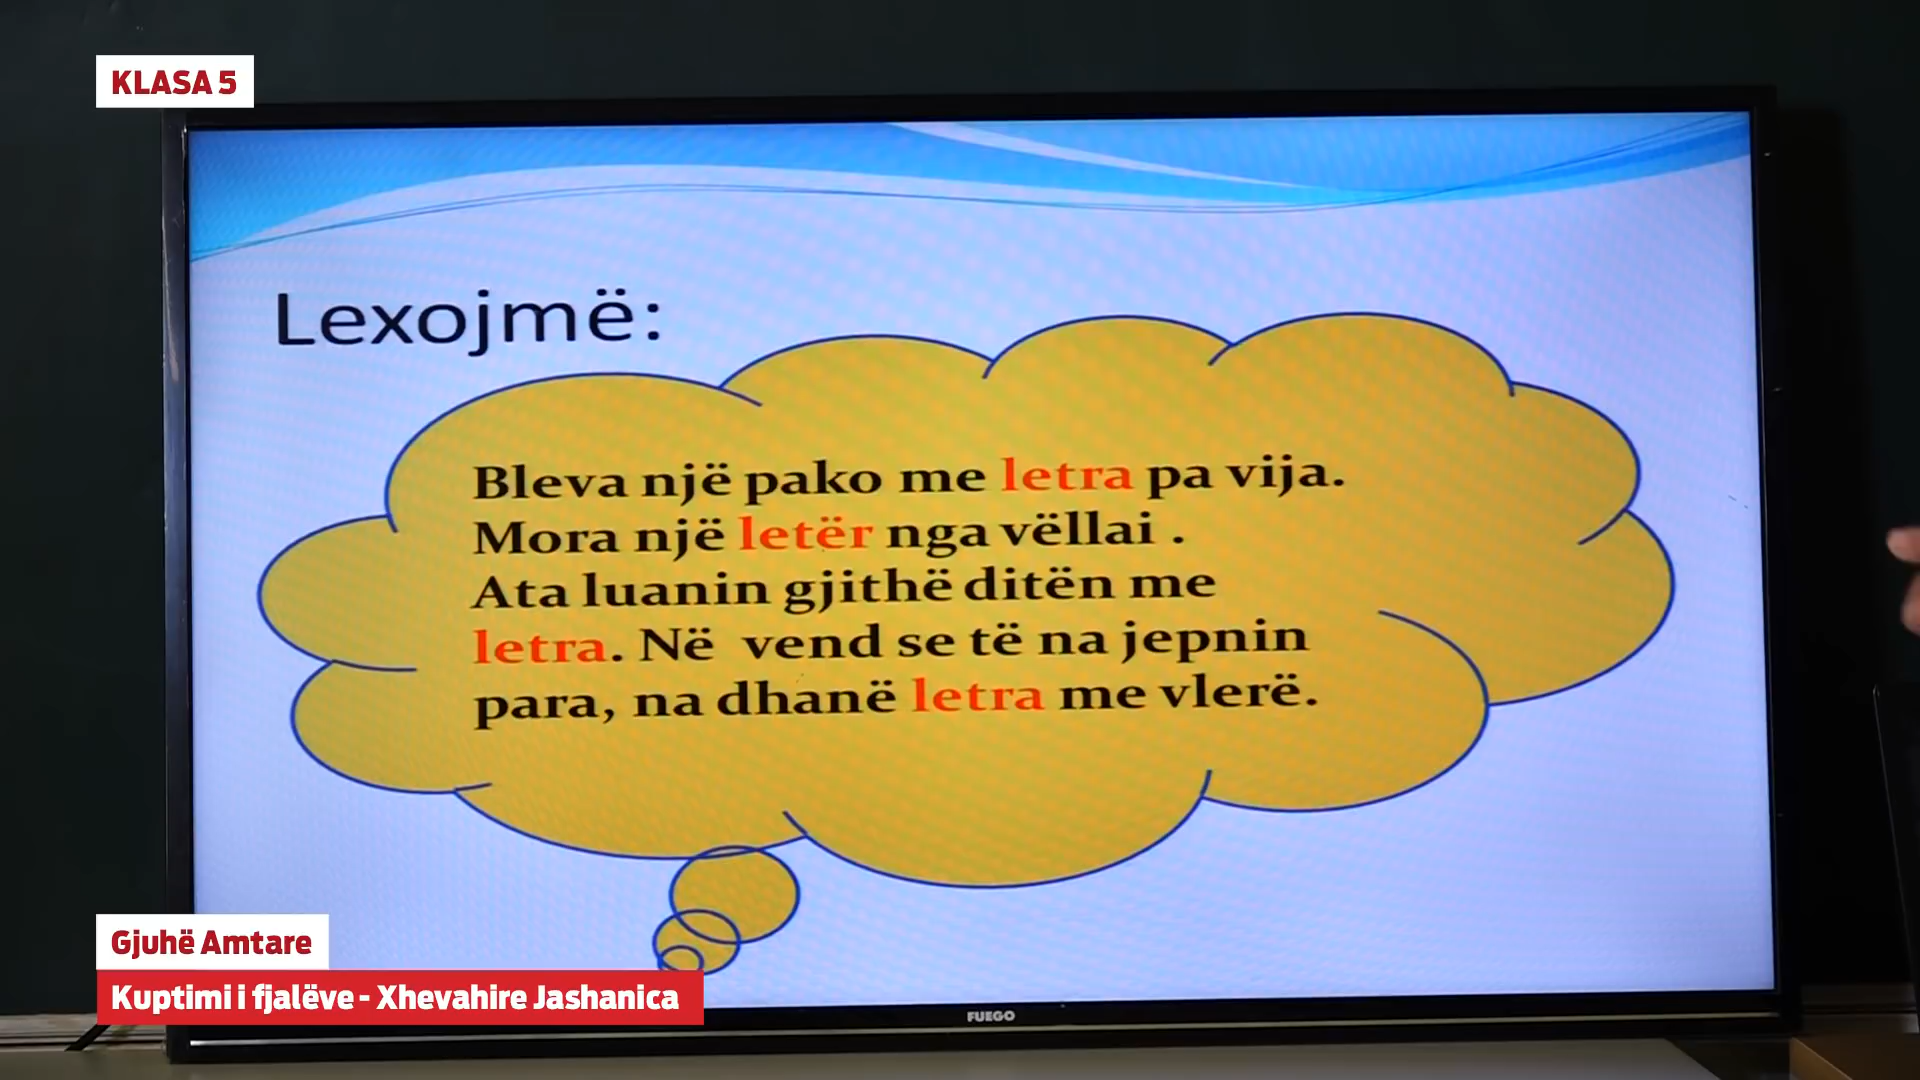 KLASA 5
Lexojmë:
Bleva një pako me letra pa vija.
Mora një letër nga vëllai .
Ata luanin gjithë ditën me
letra. Në vend se të na jepnin
para, na dhanë letra me vlerë.
Gjuhë Amtare
Kuptimi i fjalëve - Xhevahire Jashanica
FUEGO